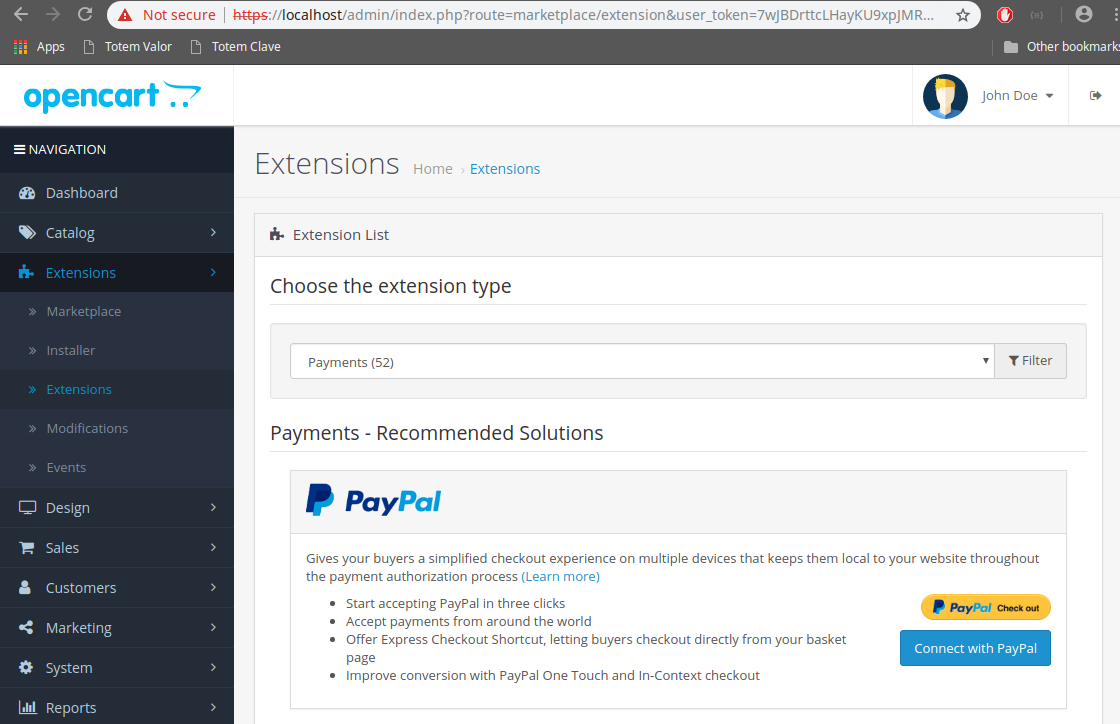 Not secure | https://localhost/admin/index.php?route=marketplace/extension&user_token=7wJBDrttcLHayKU9xpJMR...
Apps Totem Valor Totem Clave Other bookmarks
opencart
John Doe
NAVIGATION
Dashboard
Catalog
Extensions
Marketplace
Installer
Extensions
Modifications
Events
Design
Sales
Customers
Marketing
System
Reports
Extensions Home › Extensions
Extension List
Choose the extension type
Payments (52)
Filter
Payments - Recommended Solutions
PayPal
Gives your buyers a simplified checkout experience on multiple devices that keeps them local to your website throughout
the payment authorization process (Learn more)
• Start accepting PayPal in three clicks
• Accept payments from around the world
• Offer Express Checkout Shortcut, letting buyers checkout directly from your basket
page
• Improve conversion with PayPal One Touch and In-Context checkout
PayPal Check out
Connect with PayPal